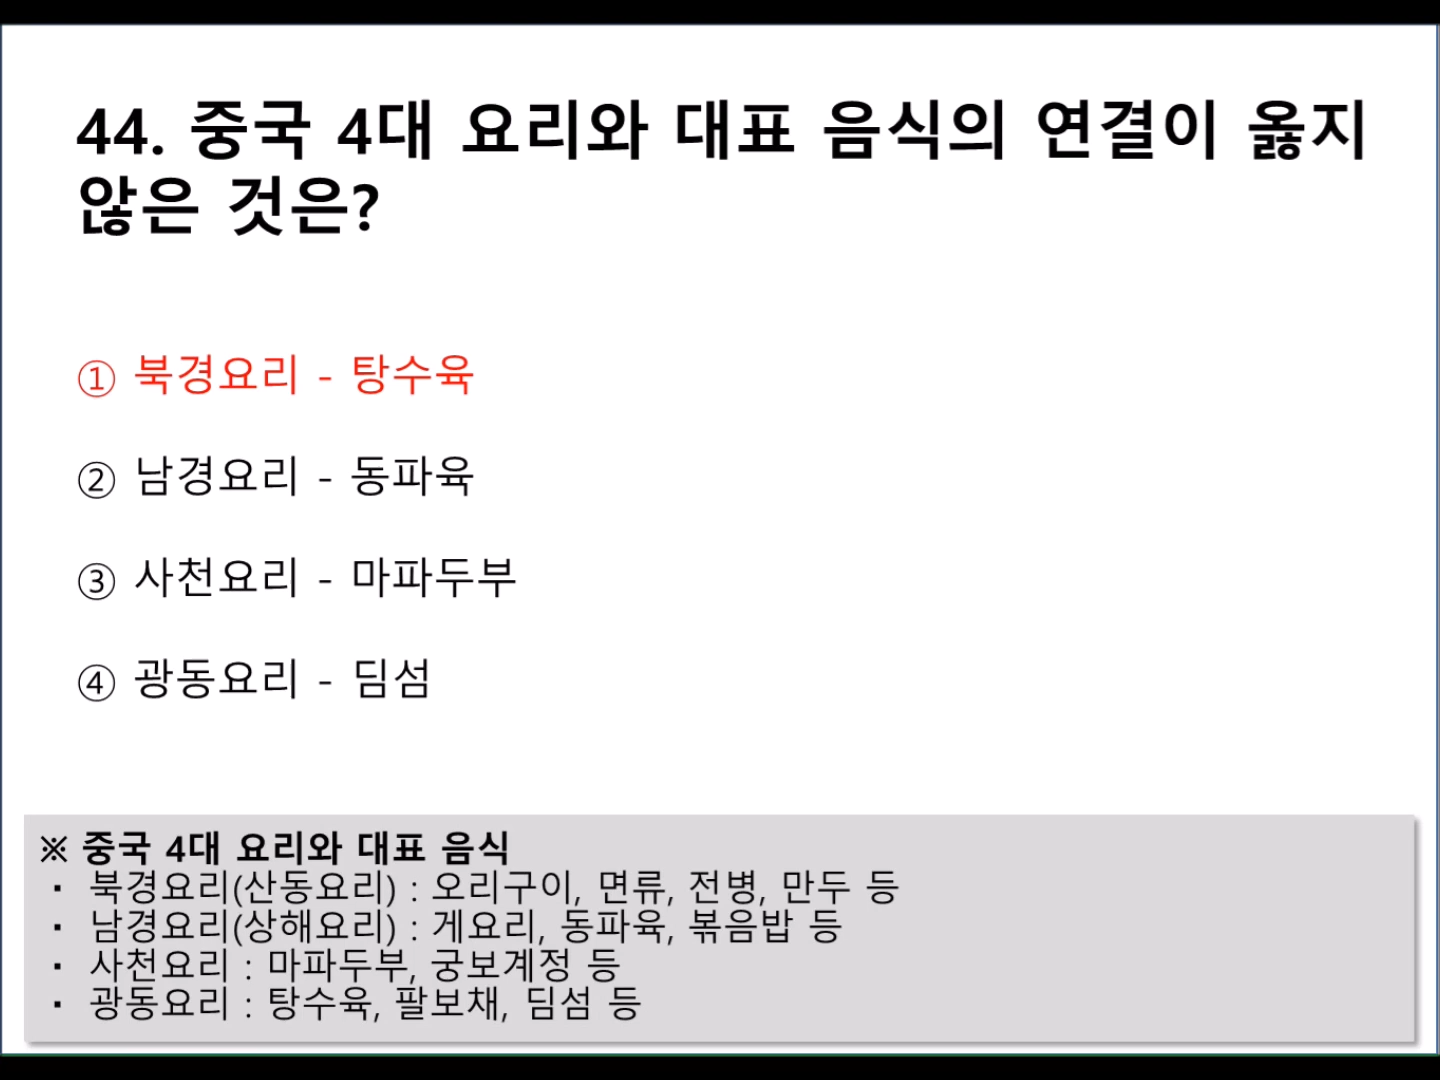 44. 중국 4대 요리와 대표 음식의 연결이 옳지
않은 것은?
① 북경요리 - 탕수육
② 남경요리 - 동파육
③ 사천요리 - 마파두부
④ 광동요리 - 딤섬
※ 중국 4대 요리와 대표 음식
▪ 북경요리(산동요리) : 오리구이, 면류, 전병, 만두 등
▪ 남경요리(상해요리) : 게요리, 동파육, 볶음밥 등
▪ 사천요리 : 마파두부, 궁보계정 등
▪ 광동요리 : 탕수육, 팔보채, 딤섬 등